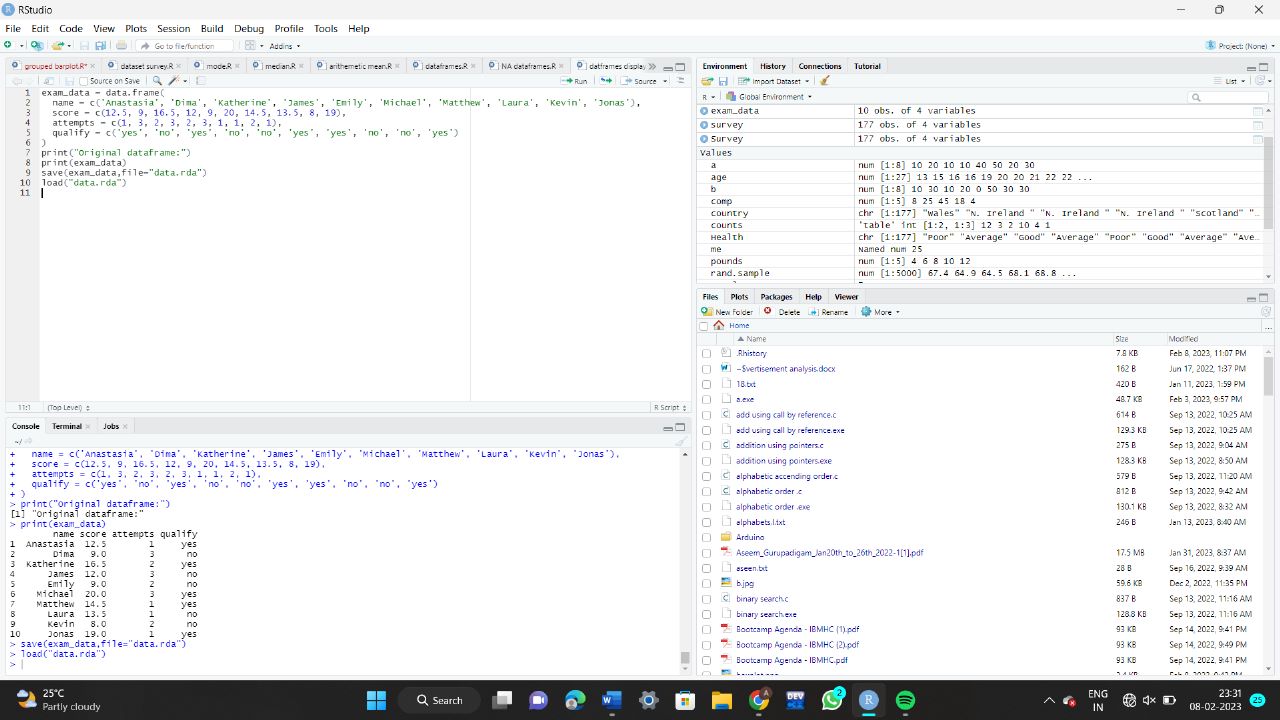 RStudio
File Edit Code View Plots Session Build Debug Profile Tools Help
Go to file/function Addins Project: (None)
grouped barplot.R* dataset survey.R mode.R median.R arithemetic mean.R dataframes.R NA dataframes.R datframes display
Source on Save Run Source
1 exam_data = data.frame(
2 name = c('Anastasia', 'Dima', 'Katherine', 'James', 'Emily', 'Michael', 'Matthew', 'Laura', 'Kevin', 'Jonas'),
3 score = c(12.5, 9, 16.5, 12, 9, 20, 14.5, 13.5, 8, 19),
4 attempts = c(1, 3, 2, 3, 2, 3, 1, 1, 2, 1),
5 qualify = c('yes', 'no', 'yes', 'no', 'no', 'yes', 'yes', 'no', 'no', 'yes')
6 )
7 print("Original dataframe:")
8 print(exam_data)
9 save(exam_data,file="data.rda")
10 load("data.rda")
11
11:1 (Top Level) R Script
Console Terminal Jobs
~/
+ name = c('Anastasia', 'Dima', 'Katherine', 'James', 'Emily', 'Michael', 'Matthew', 'Laura', 'Kevin', 'Jonas'),
+ score = c(12.5, 9, 16.5, 12, 9, 20, 14.5, 13.5, 8, 19),
+ attempts = c(1, 3, 2, 3, 2, 3, 1, 1, 2, 1),
+ qualify = c('yes', 'no', 'yes', 'no', 'no', 'yes', 'yes', 'no', 'no', 'yes')
+ )
> print("Original dataframe:")
[1] "Original dataframe:"
> print(exam_data)
name score attempts qualify
1 Anastasia 12.5 1 yes
2 Dima 9.0 3 no
3 Katherine 16.5 2 yes
4 James 12.0 3 no
5 Emily 9.0 2 no
6 Michael 20.0 3 yes
7 Matthew 14.5 1 yes
8 Laura 13.5 1 no
9 Kevin 8.0 2 no
10 Jonas 19.0 1 yes
> save(exam_data,file="data.rda")
> load("data.rda")
>
Environment History Connections Tutorial
Import Dataset List
R Global Environment
exam_data 10 obs. of 4 variables
survey 177 obs. of 4 variables
Survey 177 obs. of 4 variables
Values
a num [1:8] 10 20 10 10 40 50 20 30
age num [1:27] 13 15 16 16 19 20 20 21 22 22 ...
b num [1:8] 10 30 10 20 0 50 30 30
comp num [1:5] 8 25 45 18 4
country chr [1:177] "Wales" "N. Ireland " "N. Ireland " "N. Ireland " "Scotland" "...
counts 'table' int [1:2, 1:3] 12 3 2 10 4 1
Health chr [1:177] "Poor" "Average" "Good" "Average" "Poor" "Good" "Average" "Ave...
me Named num 25
pounds num [1:5] 4 6 8 10 12
rand.sample num [1:5000] 67.4 64.9 64.5 68.1 68.8 ...
Files Plots Packages Help Viewer
New Folder Delete Rename More
Home
Name Size Modified
.Rhistory 7.8 KB Feb 8, 2023, 11:07 PM
~$vertisement analysis.docx 162 B Jun 17, 2022, 1:37 PM
18.txt 420 B Jan 11, 2023, 1:59 PM
a.exe 48.7 KB Feb 3, 2023, 9:57 PM
add using call by reference.c 614 B Sep 13, 2022, 10:25 AM
add using call by reference.exe 129.3 KB Sep 13, 2022, 10:25 AM
addition using pointers.c 275 B Sep 13, 2022, 9:04 AM
addition using pointers.exe 128.3 KB Sep 13, 2022, 8:50 AM
alphabetic accending order.c 579 B Sep 13, 2022, 11:20 AM
alphabetic order .c 812 B Sep 13, 2022, 9:42 AM
alphabetic order .exe 130.1 KB Sep 13, 2022, 8:32 AM
alphabets.l.txt 246 B Jan 13, 2023, 8:40 AM
Arduino
Aseem_Gurupadigam_Jan20th_to_26th_2022-1[1].pdf 17.5 MB Jan 31, 2023, 8:37 AM
aseen.txt 28 B Sep 16, 2022, 9:39 AM
b.jpg 59.6 KB Dec 2, 2022, 11:35 PM
binary search.c 837 B Sep 13, 2022, 11:16 AM
binary search.exe 128.8 KB Sep 13, 2022, 11:16 AM
Bootcamp Agenda - IBMHC (1).pdf 93 KB Sep 14, 2022, 9:41 PM
Bootcamp Agenda - IBMHC (2).pdf 93 KB Sep 14, 2022, 9:49 PM
Bootcamp Agenda - IBMHC.pdf 93 KB Sep 14, 2022, 9:41 PM
25°C
Partly cloudy
Search
DEV
2
ENG
IN
23:31
08-02-2023
25